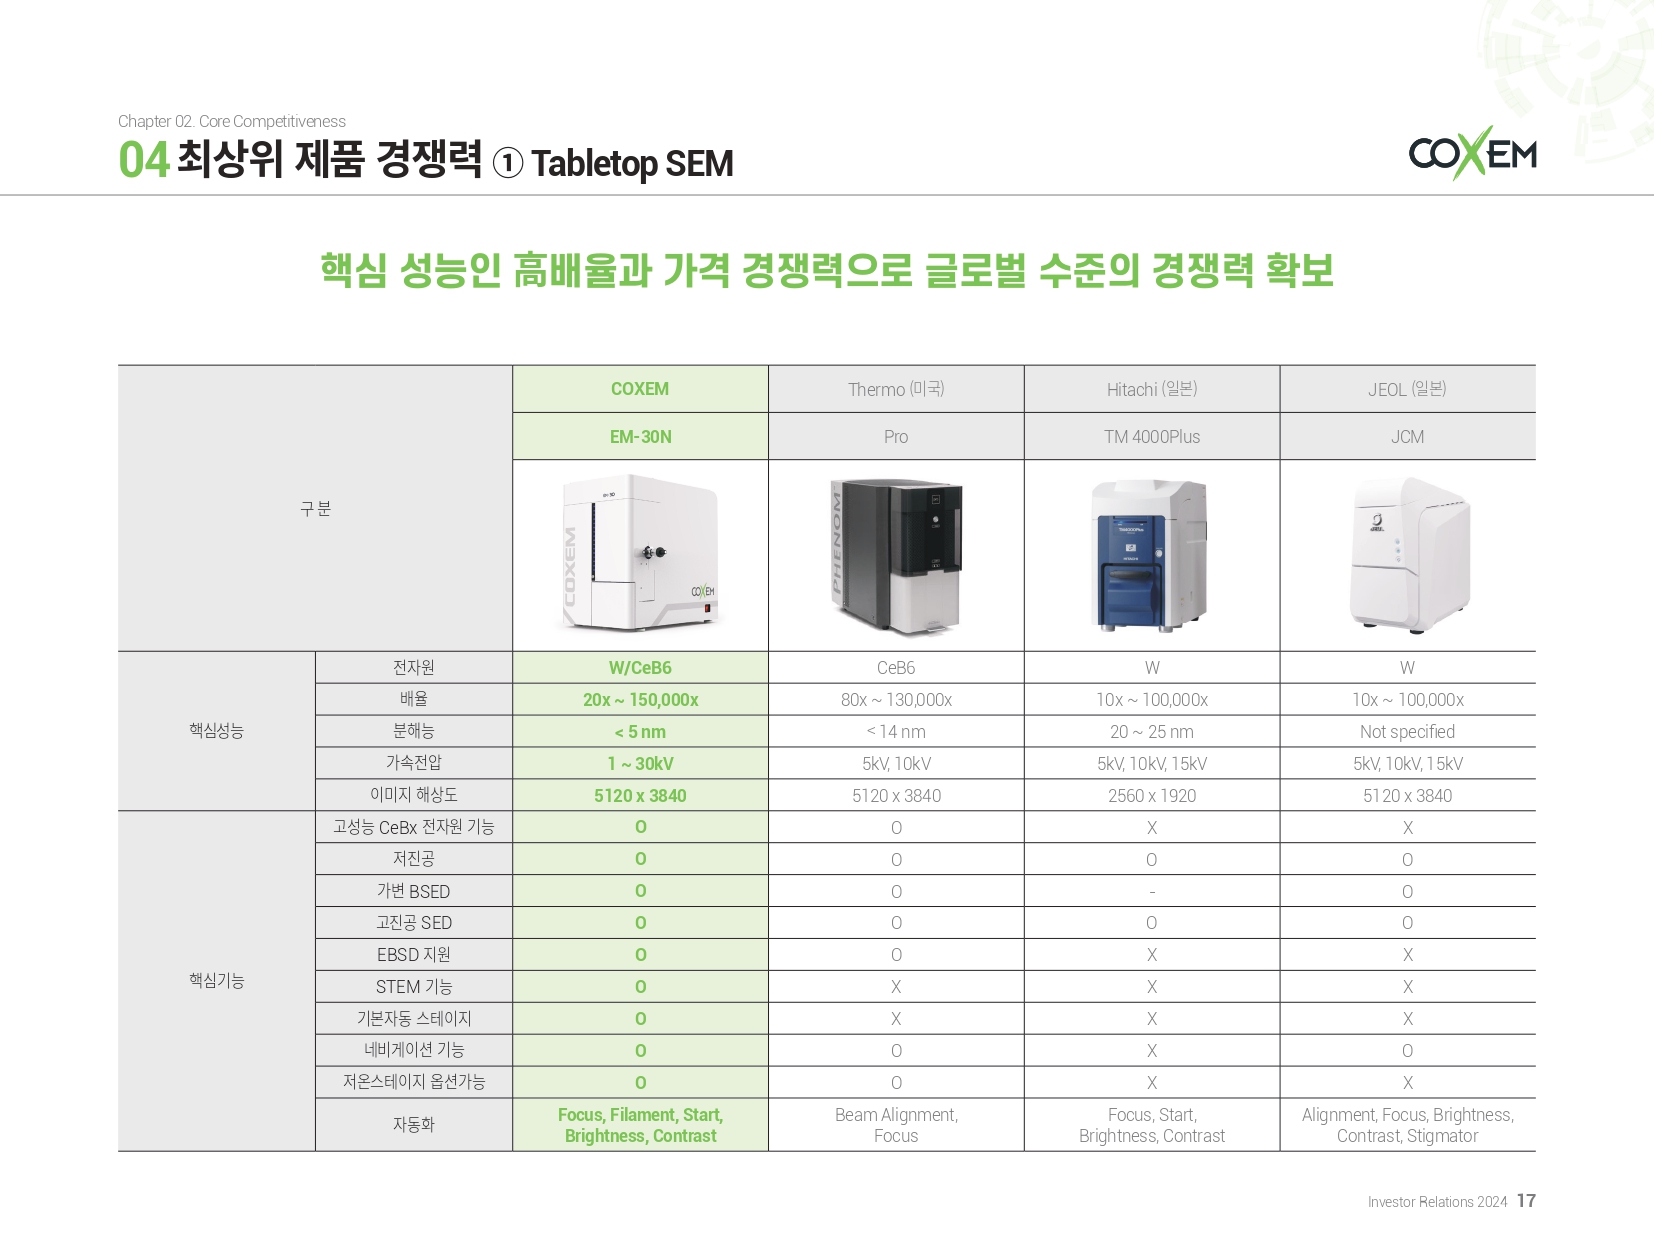 Chapter 02. Core Competitiveness
04 최상위 제품 경쟁력 ① Tabletop SEM
COXEM
핵심 성능인 高배율과 가격 경쟁력으로 글로벌 수준의 경쟁력 확보
구 분 COXEM Thermo (미국) Hitachi (일본) JEOL (일본)
EM-30N Pro TM 4000Plus JCM
COXEM
COXEM
PHENOM
TM4000Plus
핵심성능
전자원 W/CeB6 CeB6 W W
배율 20x ~ 150,000x 80x ~ 130,000x 10x ~ 100,000x 10x ~ 100,000x
분해능 < 5 nm < 14 nm 20 ~ 25 nm Not specified
가속전압 1 ~ 30kV 5kV, 10kV 5kV, 10kV, 15kV 5kV, 10kV, 15kV
이미지 해상도 5120 x 3840 5120 x 3840 2560 x 1920 5120 x 3840
핵심기능
고성능 CeBx 전자원 기능 O O X X
저진공 O O O O
가변 BSED O O - O
고진공 SED O O O O
EBSD 지원 O O X X
STEM 기능 O X X X
기본자동 스테이지 O X X X
네비게이션 기능 O O X O
저온스테이지 옵션가능 O O X X
자동화 Focus, Filament, Start, Brightness, Contrast Beam Alignment, Focus Focus, Start, Brightness, Contrast Alignment, Focus, Brightness, Contrast, Stigmator
Investor Relations 2024 17